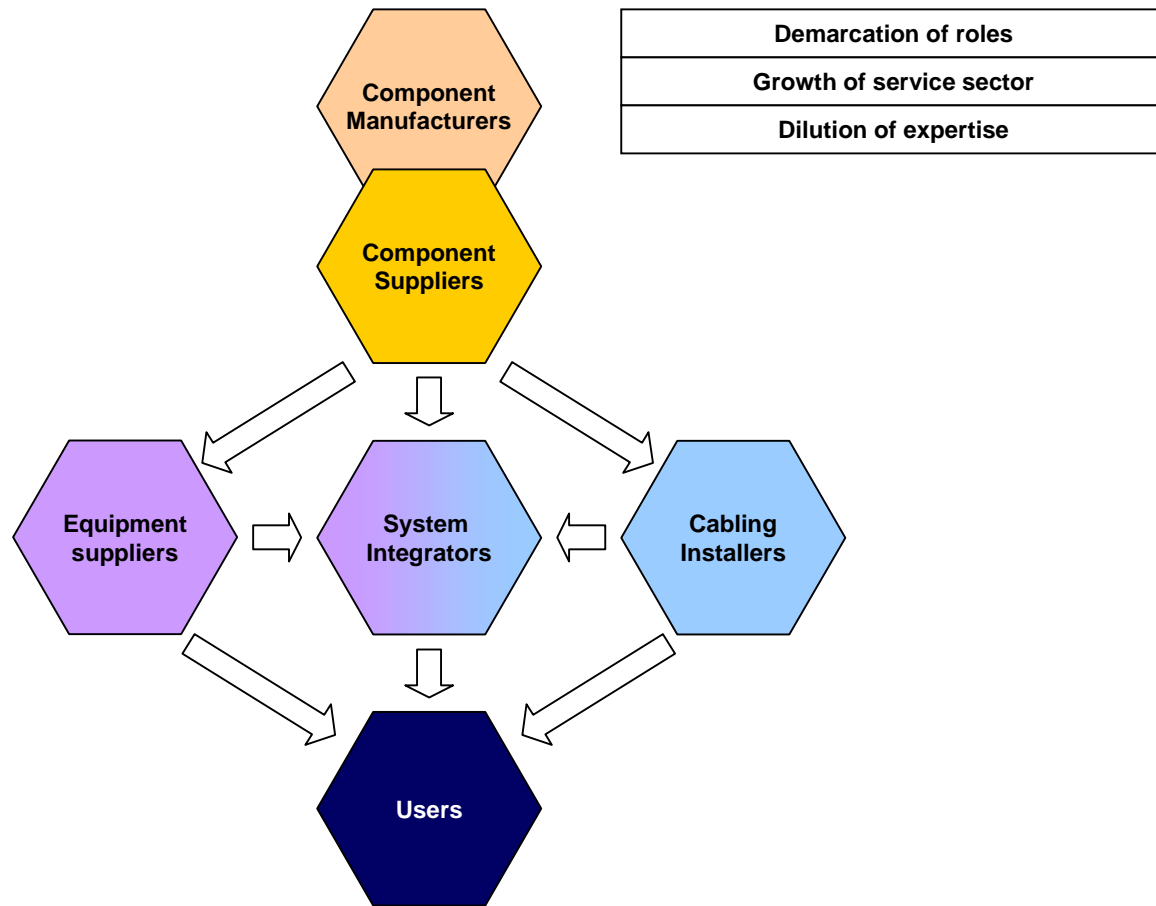 Component
Manufacturers
Demarcation of roles
Growth of service sector
Dilution of expertise
Component
Suppliers
Equipment
suppliers
System
Integrators
Cabling
Installers
Users